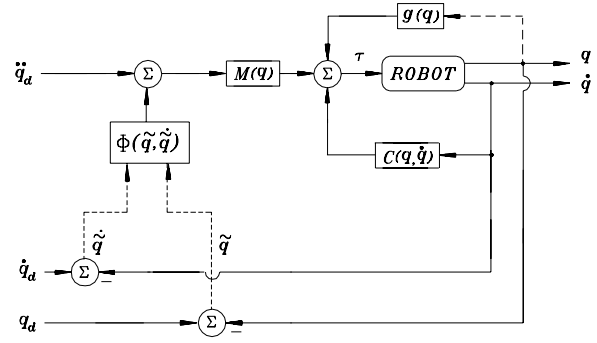 g(q)
τ
q
q̈_d
Σ
M(q)
Σ
ROBOT
q̇
Φ(q̃, q̃̇)
C(q, q̇)
q̃̇
q̃
q̇_d
Σ
−
q_d
Σ
−